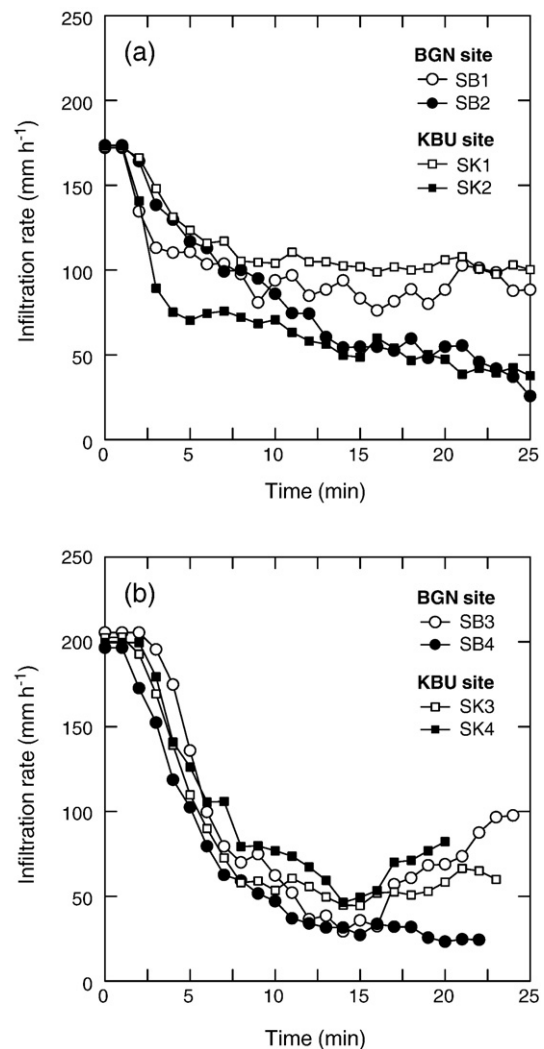 250
200
150
100
50
0
Infiltration rate (mm h⁻¹)
(a)
BGN site
SB1
SB2
KBU site
SK1
SK2
0 5 10 15 20 25
Time (min)
250
200
150
100
50
0
Infiltration rate (mm h⁻¹)
(b)
BGN site
SB3
SB4
KBU site
SK3
SK4
0 5 10 15 20 25
Time (min)